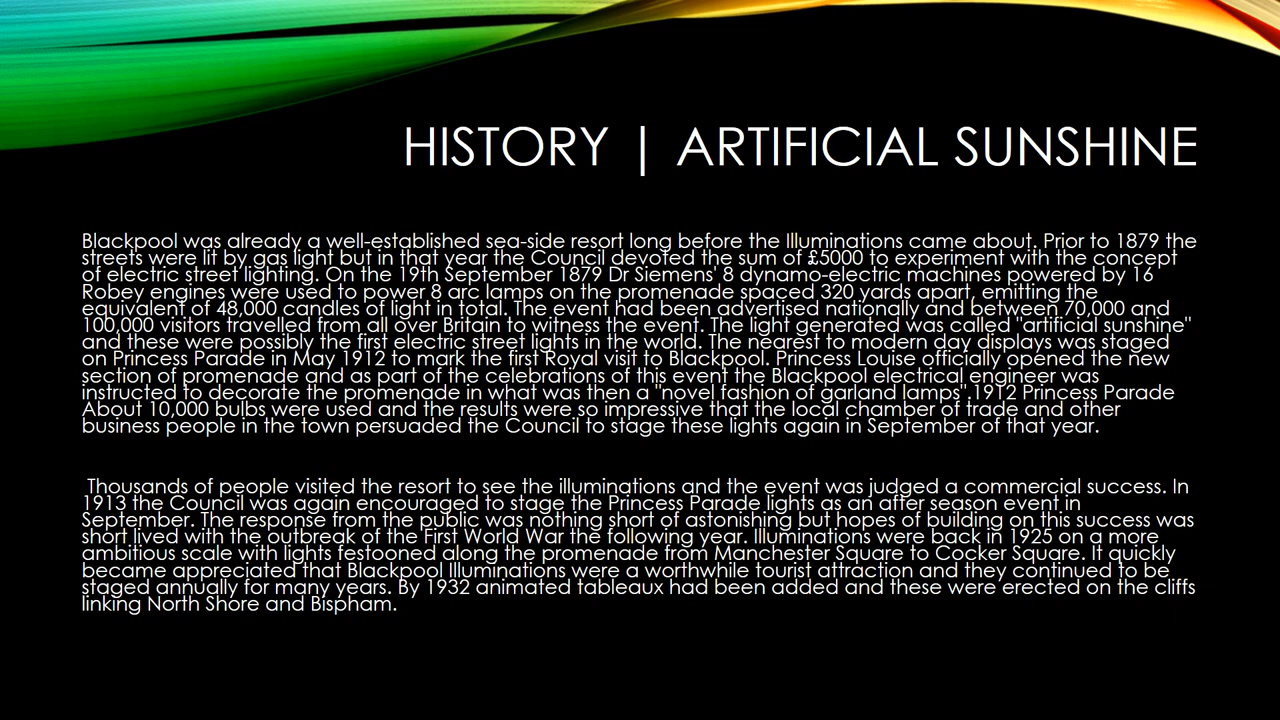 HISTORY | ARTIFICIAL SUNSHINE
Blackpool was already a well-established sea-side resort long before the Illuminations came about. Prior to 1879 the
streets were lit by gas light but in that year the Council devoted the sum of £5000 to experiment with the concept
of electric street lighting. On the 19th September 1879 Dr Siemens' 8 dynamo-electric machines powered by 16
Robey engines were used to power 8 arc lamps on the promenade spaced 320 yards apart, emitting the
equivalent of 48,000 candles of light in total. The event had been advertised nationally and between 70,000 and
100,000 visitors travelled from all over Britain to witness the event. The light generated was called "artificial sunshine"
and these were possibly the first electric street lights in the world. The nearest to modern day displays was staged
on Princess Parade in May 1912 to mark the first Royal visit to Blackpool. Princess Louise officially opened the new
section of promenade and as part of the celebrations of this event the Blackpool electrical engineer was
instructed to decorate the promenade in what was then a "novel fashion of garland lamps".1912 Princess Parade
About 10,000 bulbs were used and the results were so impressive that the local chamber of trade and other
business people in the town persuaded the Council to stage these lights again in September of that year.
Thousands of people visited the resort to see the illuminations and the event was judged a commercial success. In
1913 the Council was again encouraged to stage the Princess Parade lights as an after season event in
September. The response from the public was nothing short of astonishing but hopes of building on this success was
short lived with the outbreak of the First World War the following year. Illuminations were back in 1925 on a more
ambitious scale with lights festooned along the promenade from Manchester Square to Cocker Square. It quickly
became appreciated that Blackpool Illuminations were a worthwhile tourist attraction and they continued to be
staged annually for many years. By 1932 animated tableaux had been added and these were erected on the cliffs
linking North Shore and Bispham.